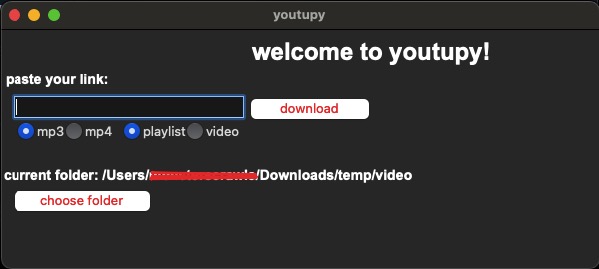 youtupy
welcome to youtupy!
paste your link:
download
mp3 mp4 playlist video
current folder: /Users/ /Downloads/temp/video
choose folder